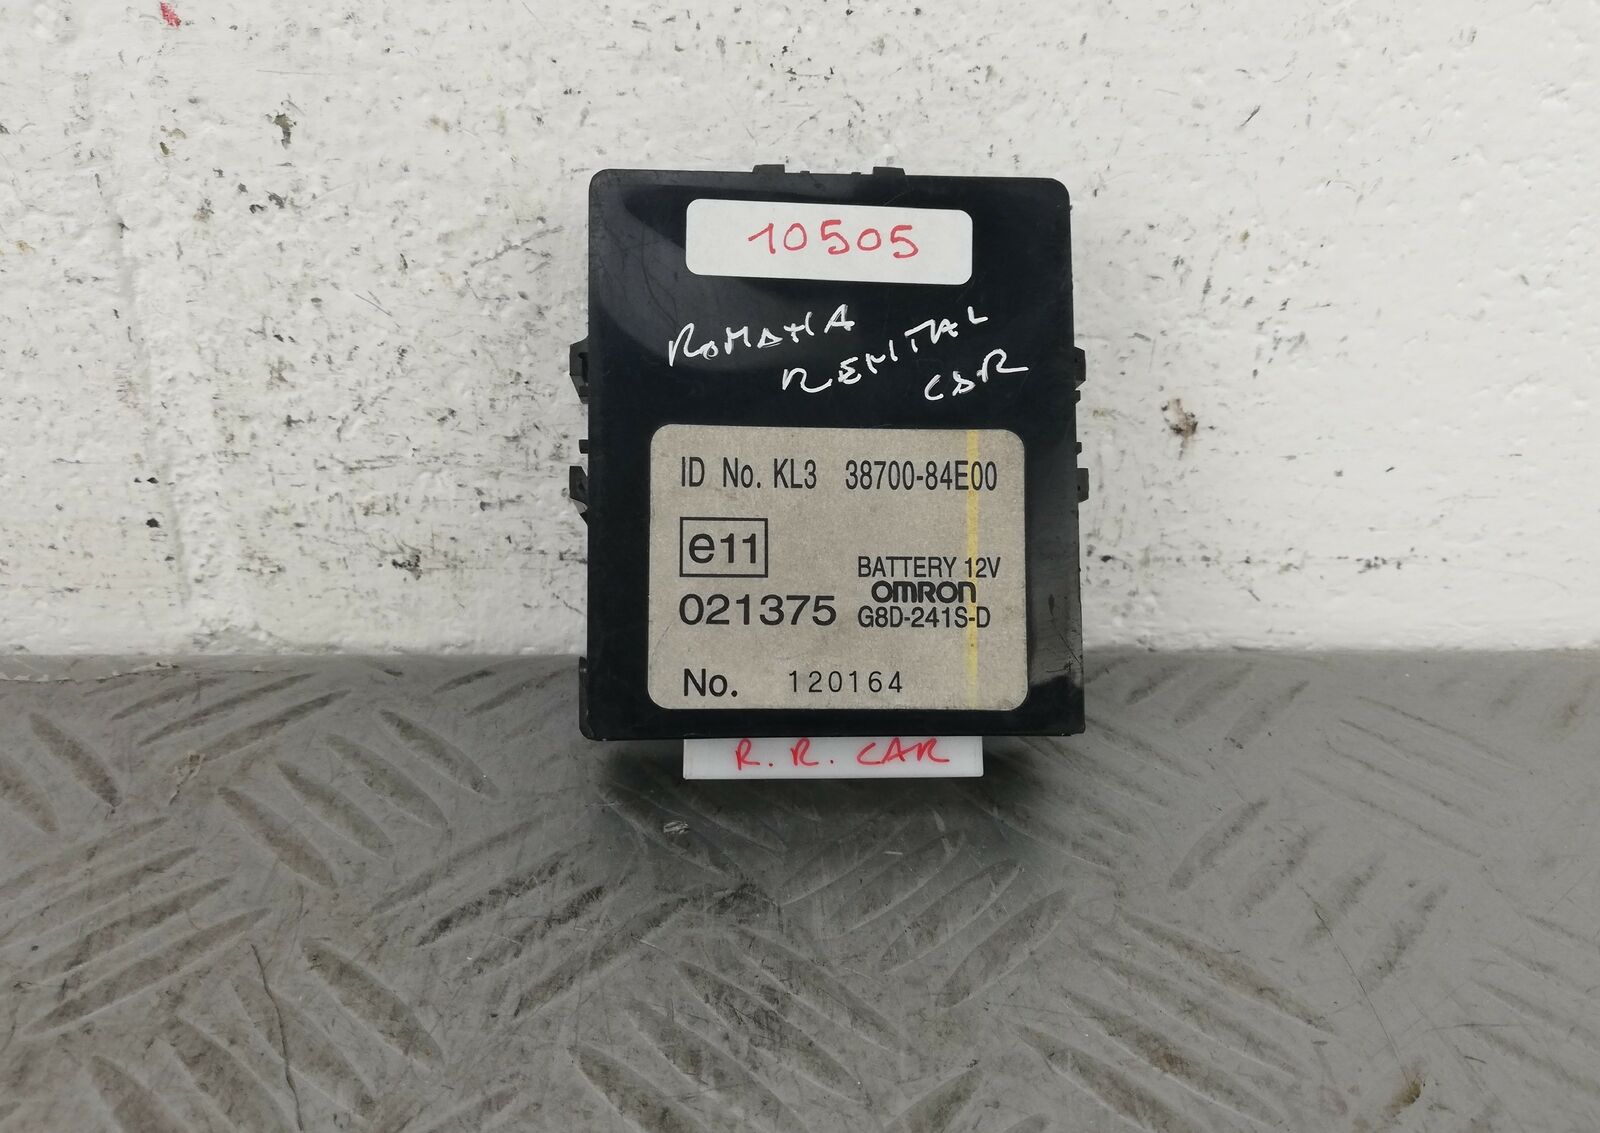 10505
ROMANA
RENTAL
CAR
ID No. KL3 38700-84E00
e11
BATTERY 12V
OMRON
021375 G8D-241S-D
No. 120164
R. R. CAR